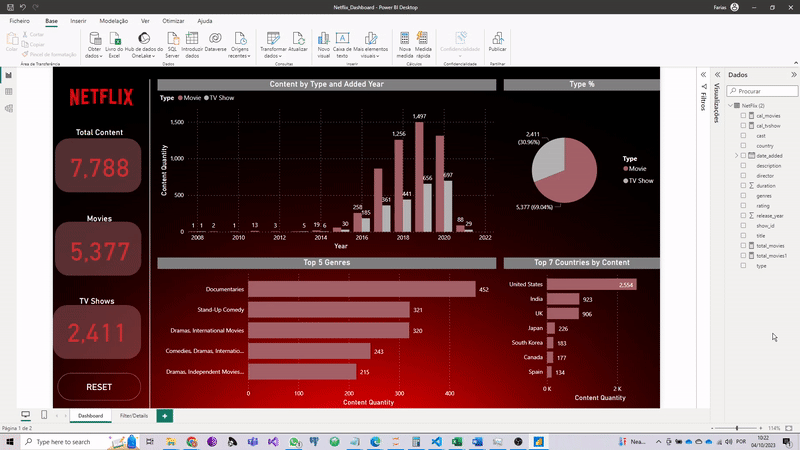 Netflix_Dashboard - Power BI Desktop
Farias
Ficheiro Base Inserir Modelação Ver Otimizar Ajuda
Colar
Cortar
Copiar
Pincel de formatação
Área de Transferência
Obter dados
Livro do Excel
Hub de dados do OneLake
SQL Server
Introduzir dados
Dataverse
Origens recentes
Dados
Transformar dados
Atualizar
Consultas
Novo visual
Caixa de texto
Mais elementos visuais
Inserir
Nova medida
Medida rápida
Cálculos
Confidencialidade
Confidencialidade
Publicar
Partilhar
NETFLIX
Total Content
7,788
Movies
5,377
TV Shows
2,411
RESET
Content by Type and Added Year
Type Movie TV Show
Content Quantity
1,500
1,000
500
0
1 1 2 1 13 3 5 19 6 30 258 185 361 1,256 441 1,497 656 697 88 29
2008 2010 2012 2014 2016 2018 2020 2022
Year
Type %
2,411
(30.96%)
5,377 (69.04%)
Type
Movie
TV Show
Top 5 Genres
Documentaries 452
Stand-Up Comedy 321
Dramas, International Movies 320
Comedies, Dramas, Internatio... 243
Dramas, Independent Movies... 215
0 100 200 300 400
Content Quantity
Top 7 Countries by Content
United States 2.554
India 923
UK 906
Japan 226
South Korea 183
Canada 177
Spain 134
0 K 2 K
Content Quantity
Filtros
Visualizações
Dados
Procurar
NetFlix (2)
cal_movies
cal_tvshow
cast
country
date_added
description
director
duration
genres
rating
release_year
show_id
title
total_movies
total_movies1
type
Dashboard Filter/Details
Página 1 de 2
114%
Type here to search
Nea...
POR
10:22
04/10/2023